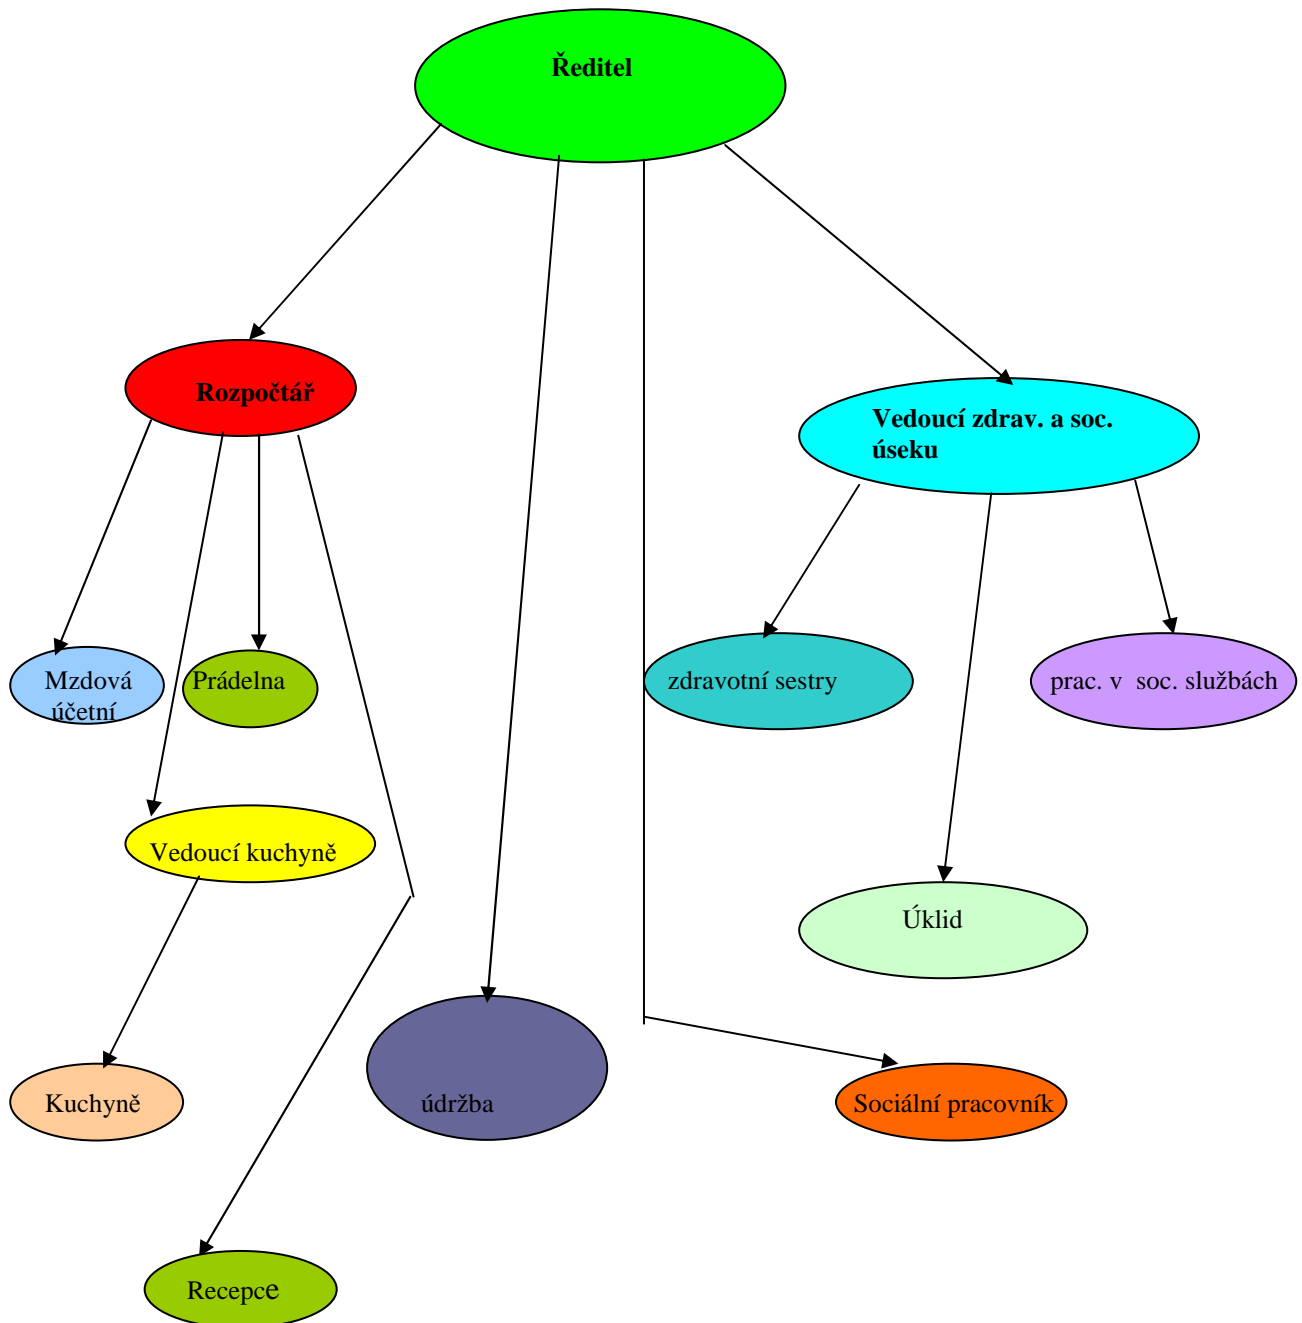 Ředitel
Rozpočtář
Vedoucí zdrav. a soc.
úseku
Mzdová
účetní
Prádelna
zdravotní sestry
prac. v  soc. službách
Vedoucí kuchyně
Úklid
Kuchyně
údržba
Sociální pracovník
Recepce